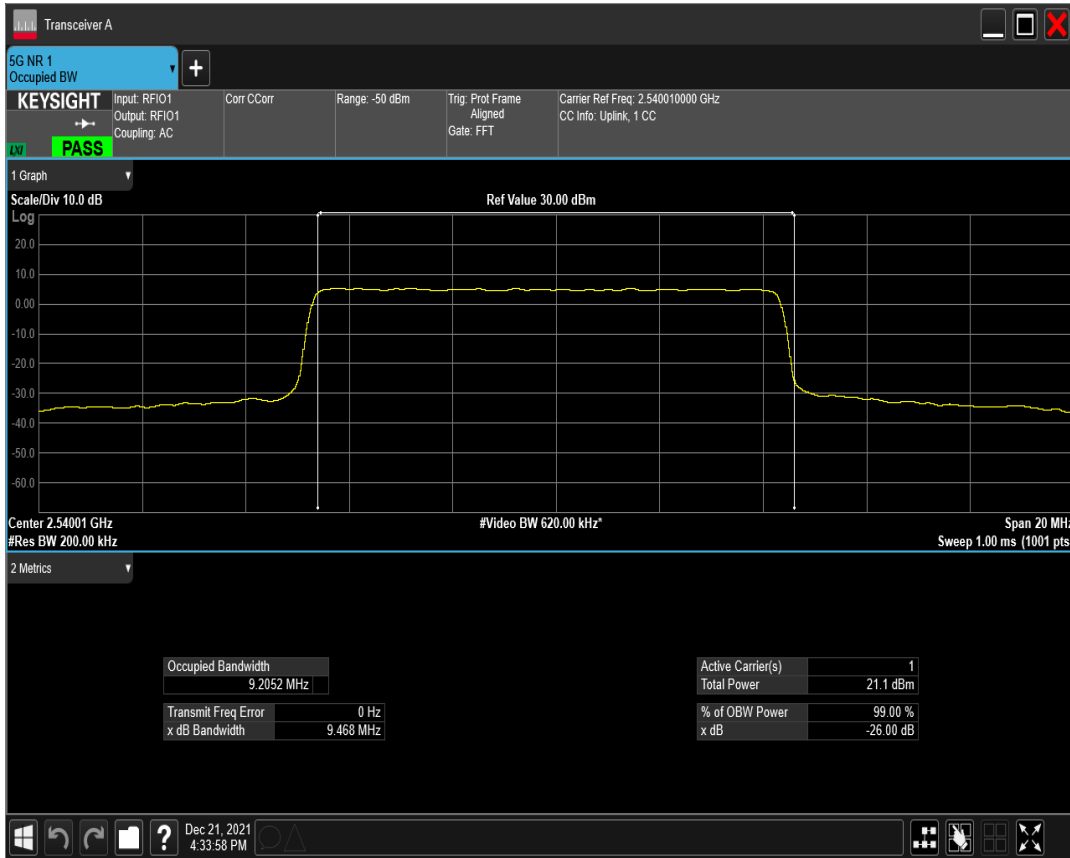 Transceiver A
5G NR 1
Occupied BW
KEYSIGHT
LXI
PASS
Input: RFIO1
Output: RFIO1
Coupling: AC
Corr CCorr
Range: -50 dBm
Trig: Prot Frame
Aligned
Gate: FFT
Carrier Ref Freq: 2.540010000 GHz
CC Info: Uplink, 1 CC
1 Graph
Scale/Div 10.0 dB
Ref Value 30.00 dBm
Log
20.0
10.0
0.00
-10.0
-20.0
-30.0
-40.0
-50.0
-60.0
Center 2.54001 GHz
#Video BW 620.00 kHz*
Span 20 MHz
#Res BW 200.00 kHz
Sweep 1.00 ms (1001 pts
2 Metrics
Occupied Bandwidth
9.2052 MHz
Transmit Freq Error 0 Hz
x dB Bandwidth 9.468 MHz
Active Carrier(s) 1
Total Power 21.1 dBm
% of OBW Power 99.00 %
x dB -26.00 dB
?
Dec 21, 2021
4:33:58 PM